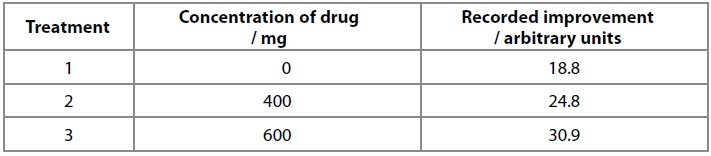 Treatment
Concentration of drug
/ mg
Recorded improvement
/ arbitrary units
1 0 18.8
2 400 24.8
3 600 30.9